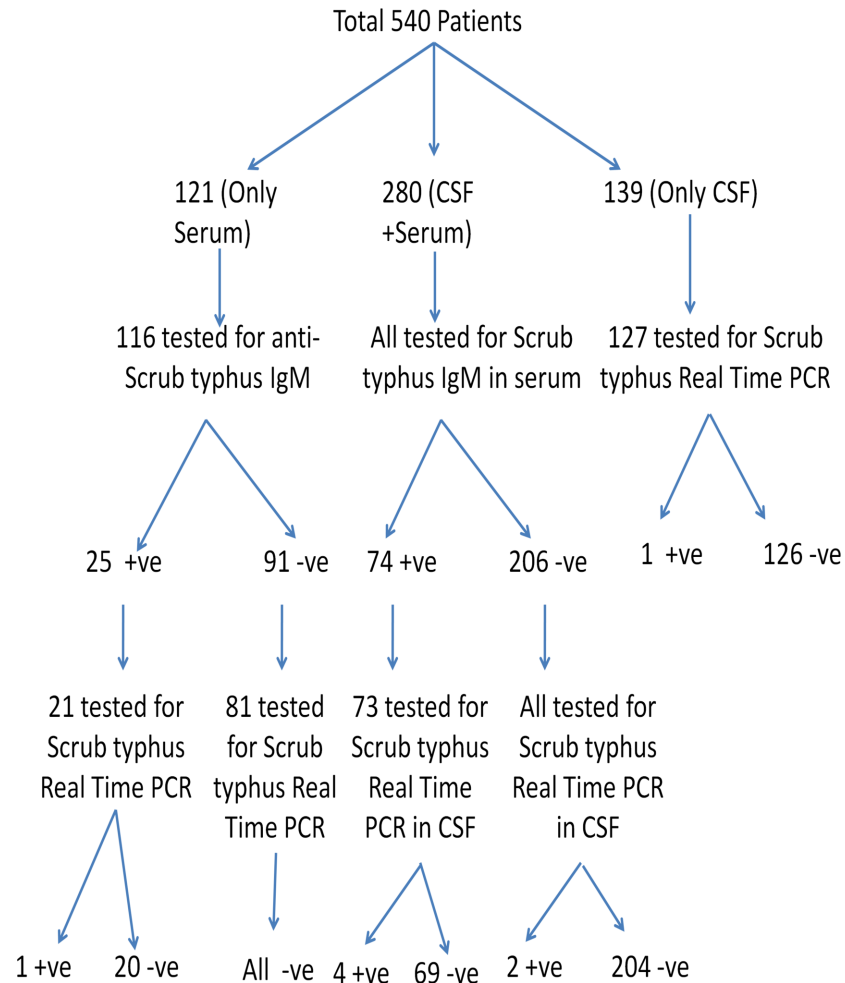 Total 540 Patients
121 (Only
Serum)
280 (CSF
+Serum)
139 (Only CSF)
116 tested for anti-
Scrub typhus IgM
All tested for Scrub
typhus IgM in serum
127 tested for Scrub
typhus Real Time PCR
25 +ve
91 -ve
74 +ve
206 -ve
1 +ve
126 -ve
21 tested for
Scrub typhus
Real Time PCR
81 tested
for Scrub
typhus Real
Time PCR
73 tested for
Scrub typhus
Real Time
PCR in CSF
All tested for
Scrub typhus
Real Time PCR
in CSF
1 +ve
20 -ve
All -ve
4 +ve
69 -ve
2 +ve
204 -ve